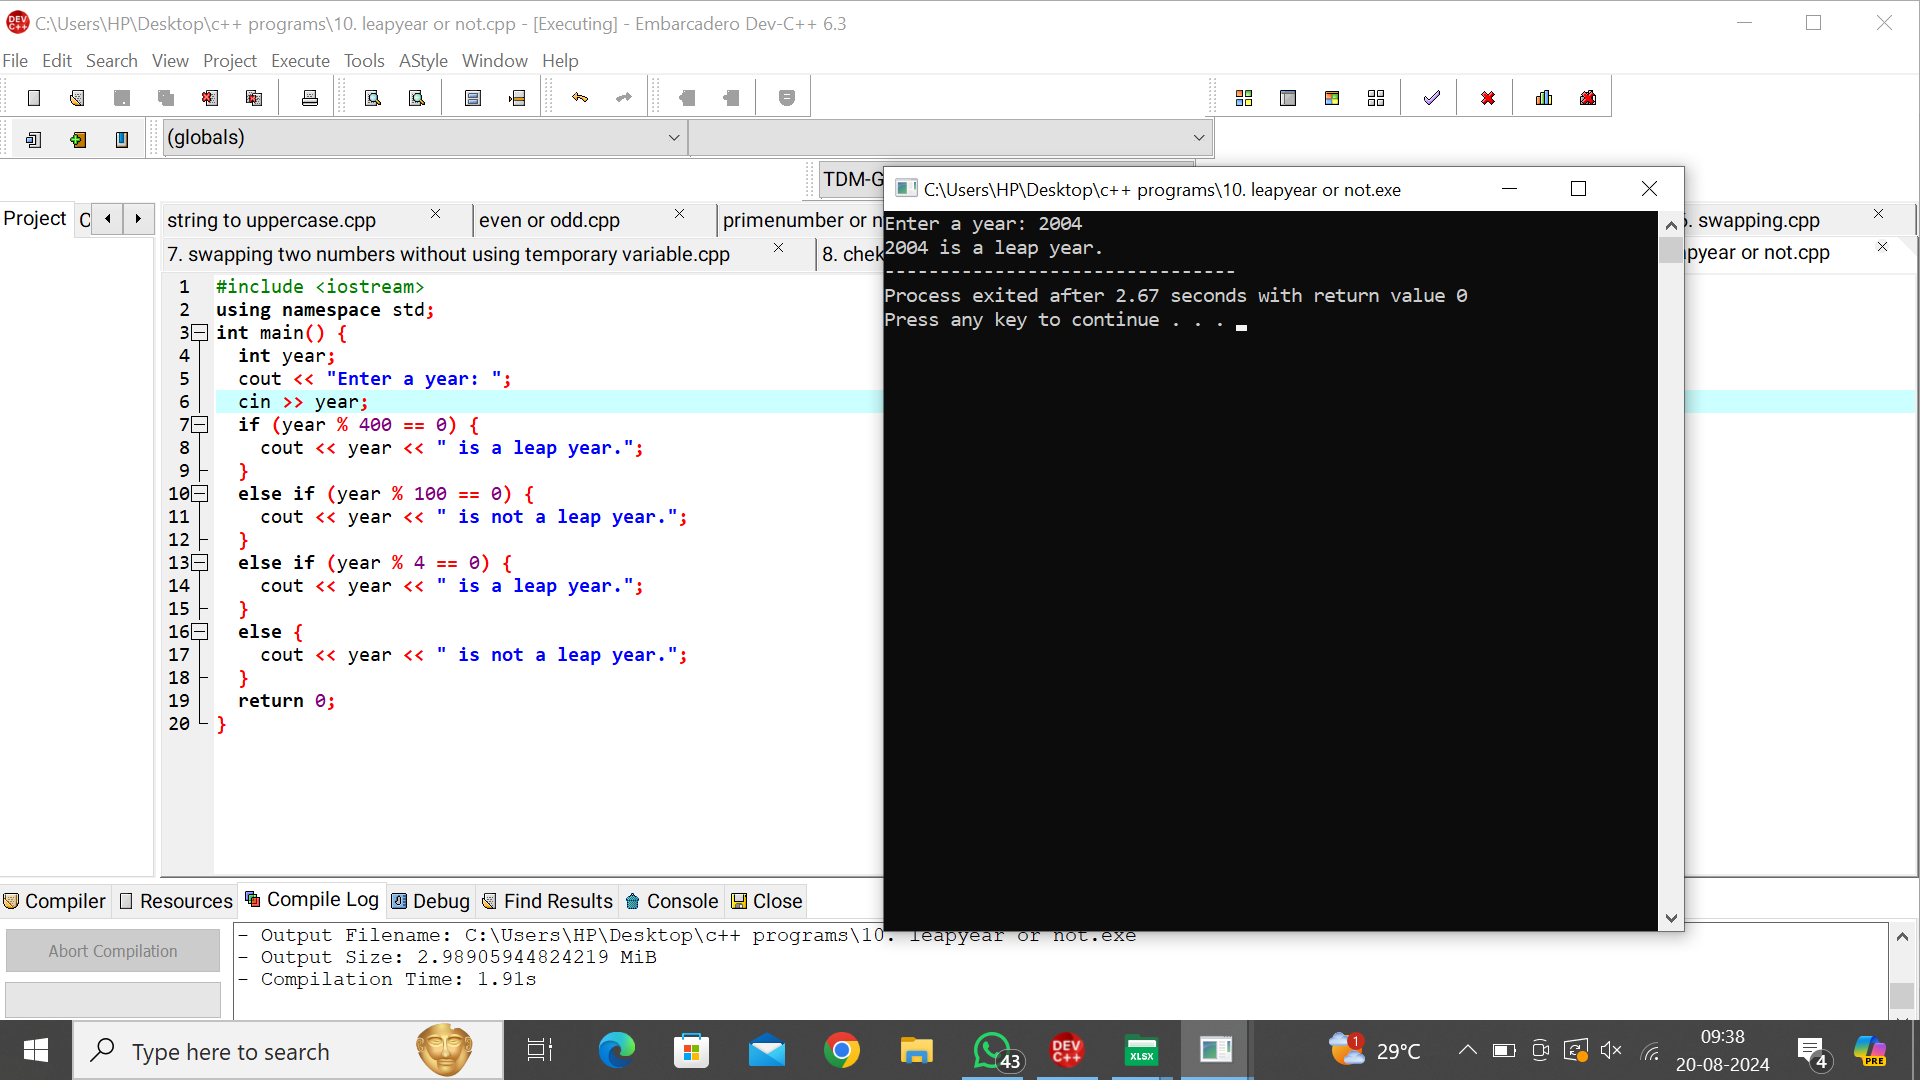 C:\Users\HP\Desktop\c++ programs\10. leapyear or not.cpp - [Executing] - Embarcadero Dev-C++ 6.3
File Edit Search View Project Execute Tools AStyle Window Help
(globals)
TDM-G
C:\Users\HP\Desktop\c++ programs\10. leapyear or not.exe
Project C
string to uppercase.cpp even or odd.cpp primenumber or n 6. swapping.cpp
7. swapping two numbers without using temporary variable.cpp 8. chek pyear or not.cpp
Enter a year: 2004
2004 is a leap year.
--------------------------------
Process exited after 2.67 seconds with return value 0
Press any key to continue . . .
1 #include <iostream>
2 using namespace std;
3 int main() {
4 int year;
5 cout << "Enter a year: ";
6 cin >> year;
7 if (year % 400 == 0) {
8 cout << year << " is a leap year.";
9 }
10 else if (year % 100 == 0) {
11 cout << year << " is not a leap year.";
12 }
13 else if (year % 4 == 0) {
14 cout << year << " is a leap year.";
15 }
16 else {
17 cout << year << " is not a leap year.";
18 }
19 return 0;
20 }
Compiler Resources Compile Log Debug Find Results Console Close
Abort Compilation
- Output Filename: C:\Users\HP\Desktop\c++ programs\10. leapyear or not.exe
- Output Size: 2.98905944824219 MiB
- Compilation Time: 1.91s
Type here to search
43
DEV C++
XLSX
1
29°C
09:38
20-08-2024
4
PRE